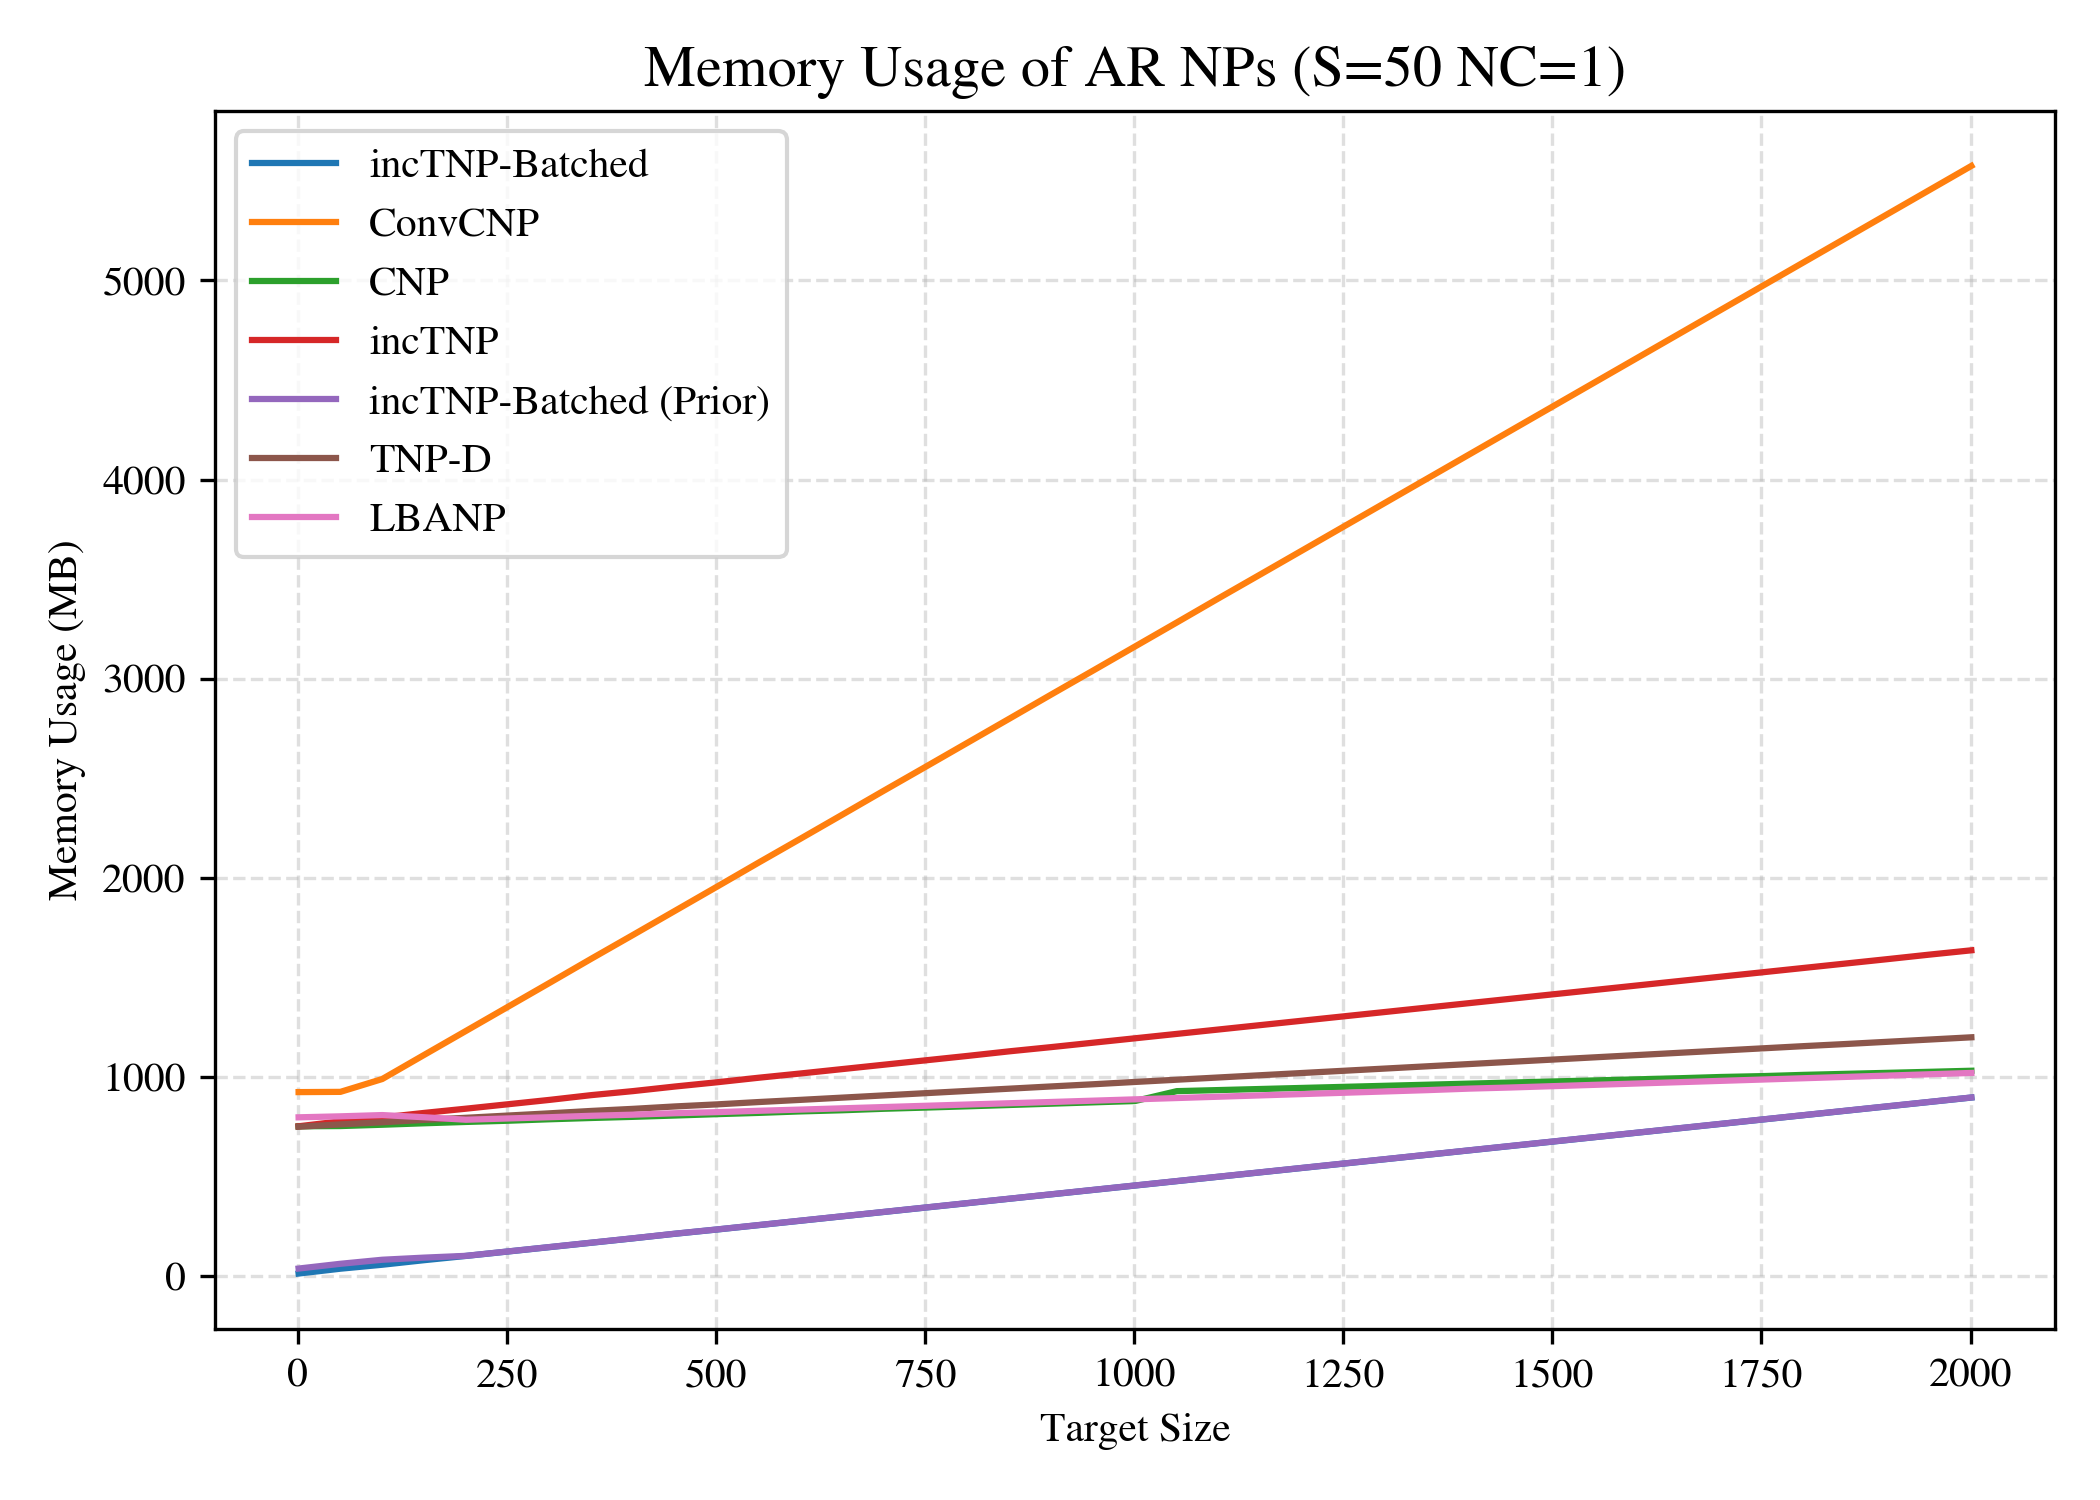 Memory Usage of AR NPs (S=50 NC=1)
incTNP-Batched
ConvCNP
CNP
incTNP
incTNP-Batched (Prior)
TNP-D
LBANP
Memory Usage (MB)
5000
4000
3000
2000
1000
0
0 250 500 750 1000 1250 1500 1750 2000
Target Size